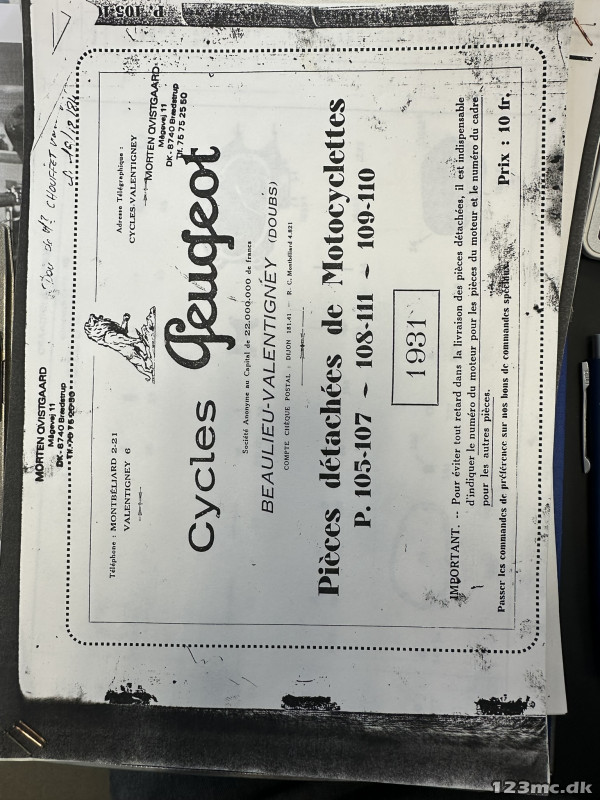 P. 105-A
MORTEN QVISTGAARD
Mågevej 11
DK-8740 Brædstrup
Tlf. 75 75 25 50
Don de Mr CHOUFFET
MORTEN QVISTGAARD
Mågevej 11
DK-8740 Brædstrup
Tlf. 75 75 25 50
Téléphone : MONTBÉLIARD 2-21
VALENTIGNEY 6
Adresse Télégraphique :
CYCLES-VALENTIGNEY
Cycles Peugeot
Société Anonyme au Capital de 22.000.000 de francs
BEAULIEU-VALENTIGNEY (DOUBS)
COMPTE CHÈQUE POSTAL : DIJON 181.41 - R. C. Montbéliard 4.821
Pièces détachées de Motocyclettes
P. 105-107 - 108-111 - 109-110
1931
IMPORTANT. -- Pour éviter tout retard dans la livraison des pièces détachées, il est indispensable
d'indiquer le numéro du moteur pour les pièces du moteur et le numéro du cadre
pour les autres pièces.
Passer les commandes de préférence sur nos bons de commandes spéciaux.
Prix : 10 fr.
123mc.dk